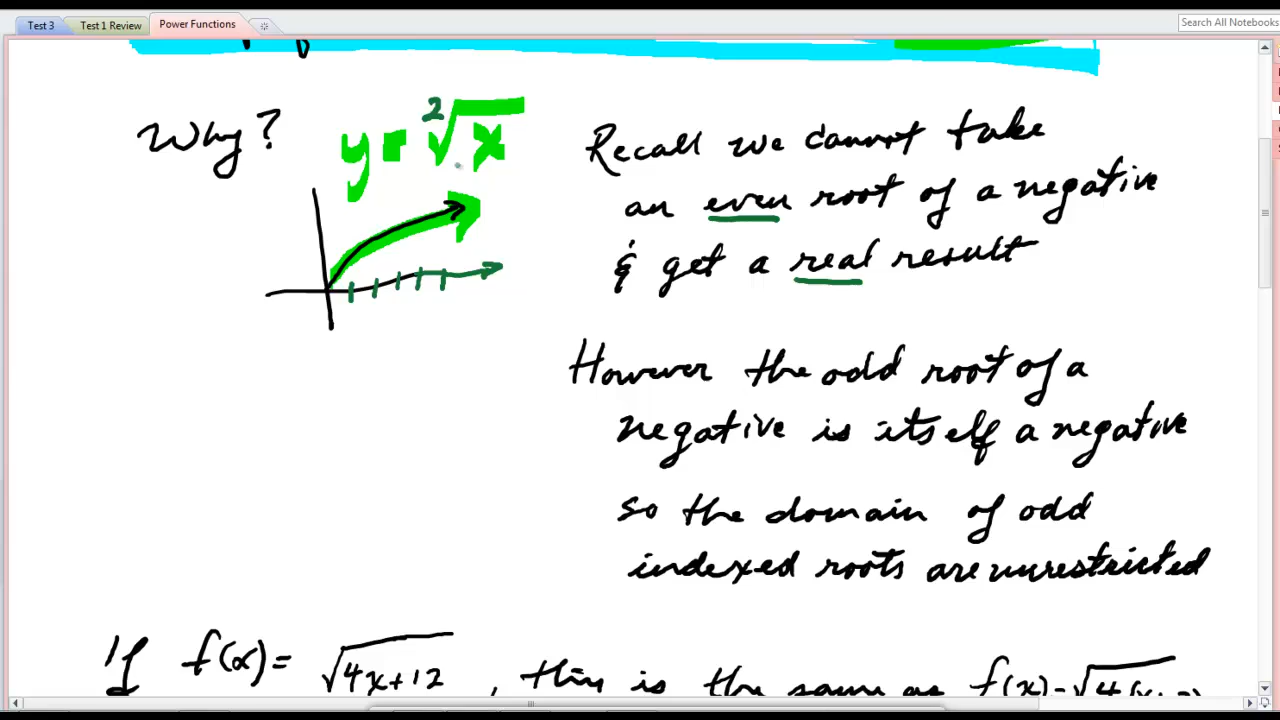 Test 3 Test 1 Review Power Functions
Search All Notebooks
Why? y = ²√x
Recall we cannot take
an even root of a negative
& get a real result
However the odd root of a
negative is itself a negative
so the domain of odd
indexed roots are unrestricted
If f(x) = √4x+12 , this is the same as f(x) = √4(x+3)